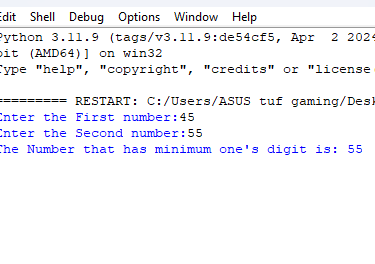 dit Shell Debug Options Window Help
Python 3.11.9 (tags/v3.11.9:de54cf5, Apr 2 2024
bit (AMD64)] on win32
Type "help", "copyright", "credits" or "license
========= RESTART: C:/Users/ASUS tuf gaming/Desk
Enter the First number:45
Enter the Second number:55
The Number that has minimum one's digit is: 55